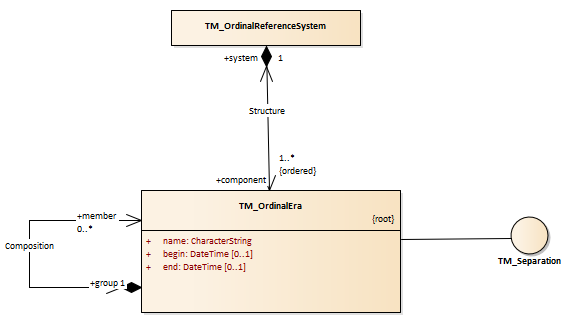 TM_OrdinalReferenceSystem
+system 1
Structure
1..*
{ordered}
+component
TM_OrdinalEra
{root}
+ name: CharacterString
+ begin: DateTime [0..1]
+ end: DateTime [0..1]
+member
0..*
Composition
+group 1
TM_Separation